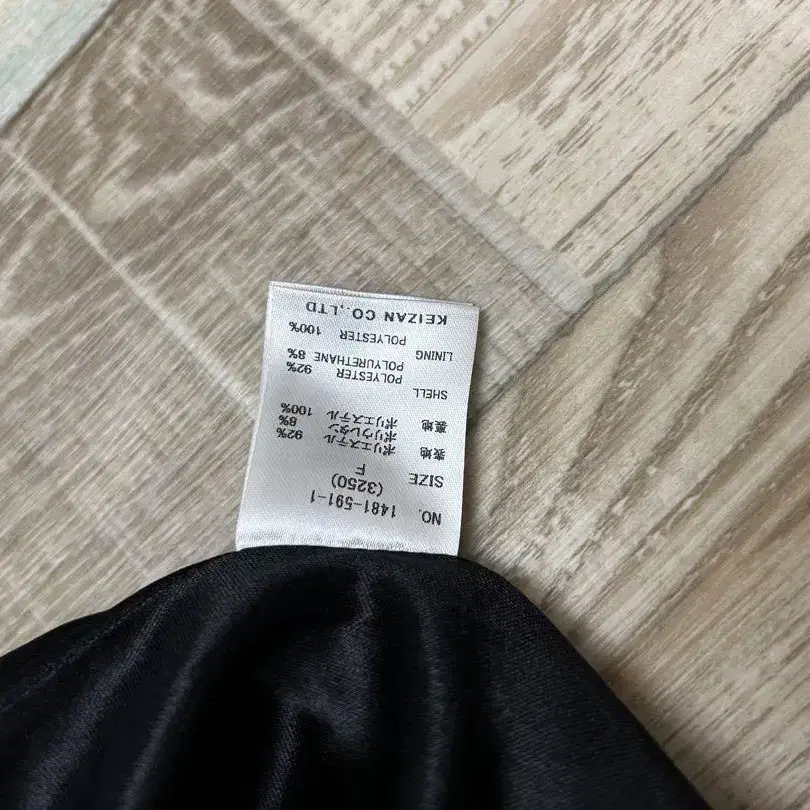 NO. 1481-591-1
(3250)
SIZE F
表地 ポリエステル 92%
ポリウレタン 8%
裏地 ポリエステル 100%
SHELL
POLYESTER 92%
POLYURETHANE 8%
LINING
POLYESTER 100%
KEIZAN CO.,LTD